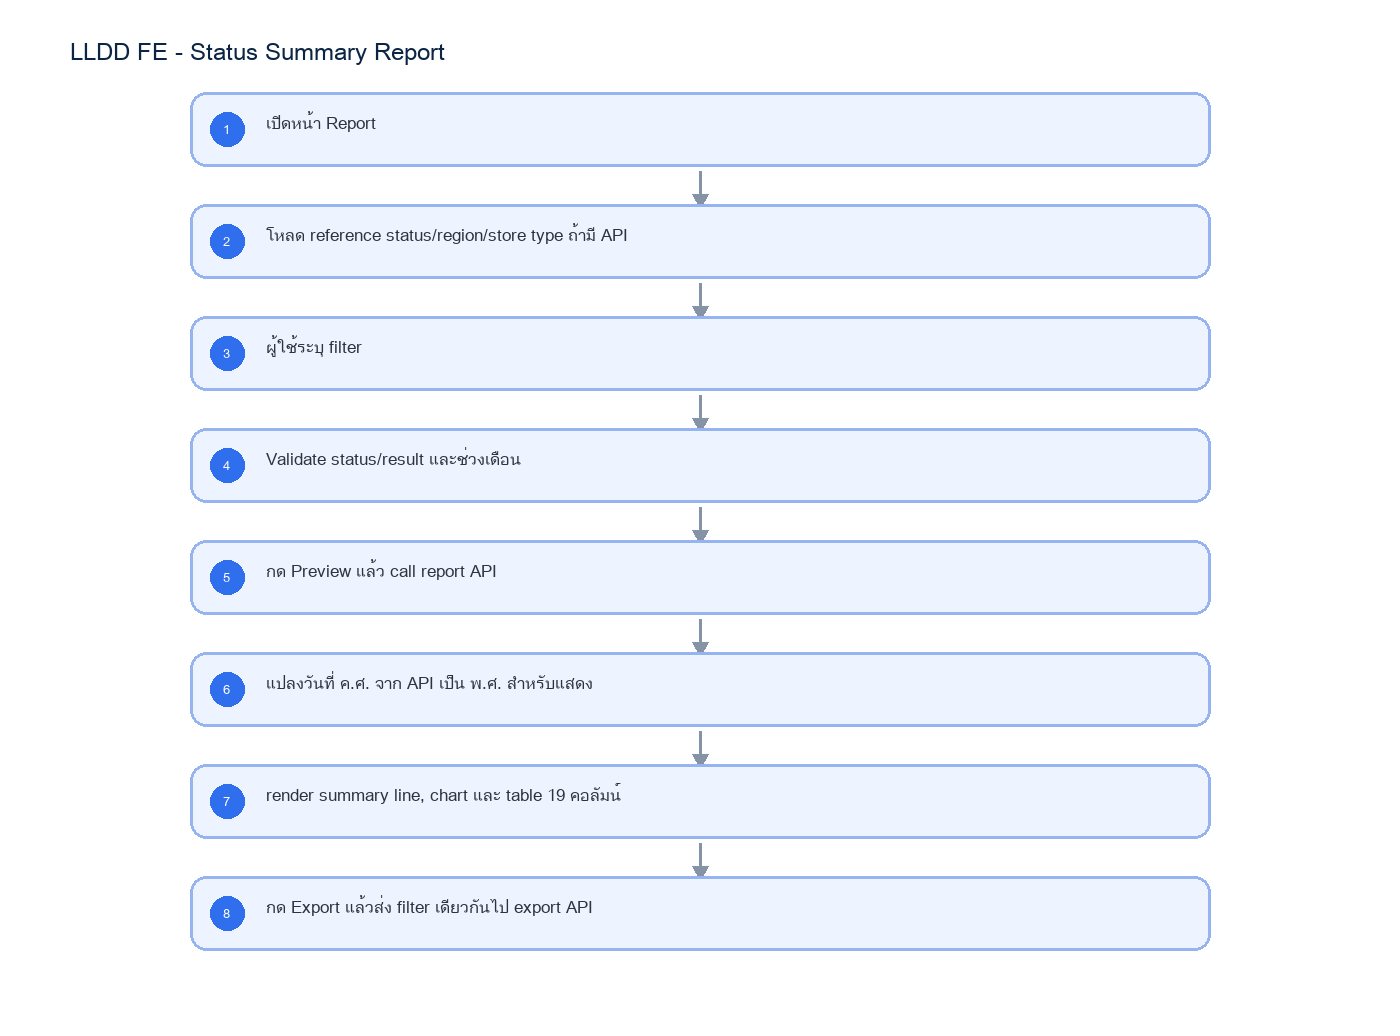 LLDD FE - Status Summary Report
1 เปิดหน้า Report
2 โหลด reference status/region/store type ถ้ามี API
3 ผู้ใช้ระบุ filter
4 Validate status/result และช่วงเดือน
5 กด Preview แล้ว call report API
6 แปลงวันที่ ค.ศ. จาก API เป็น พ.ศ. สำหรับแสดง
7 render summary line, chart และ table 19 คอลัมน์
8 กด Export แล้วส่ง filter เดียวกันไป export API